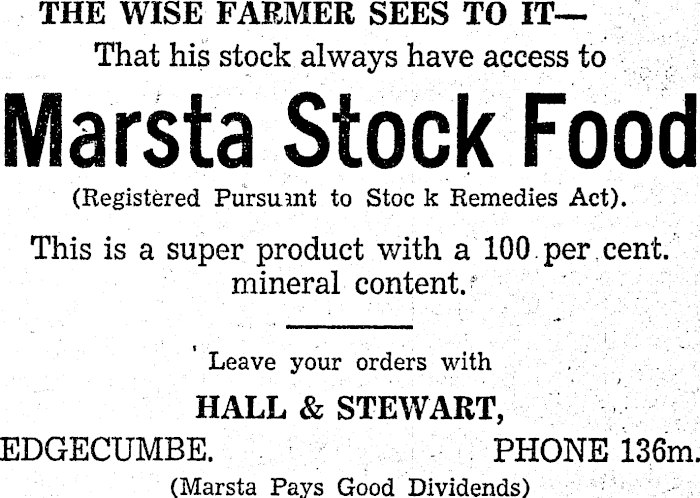 THE WISE FARMER SEES TO IT—
That his stock always have access to
Marsta Stock Food
(Registered Pursuant to Stoc k Remedies Act).
This is a super product with a 100 per cent.
mineral content.
Leave your orders with
HALL & STEWART,
EDGECUMBE. PHONE 136m.
(Marsta Pays Good Dividends)